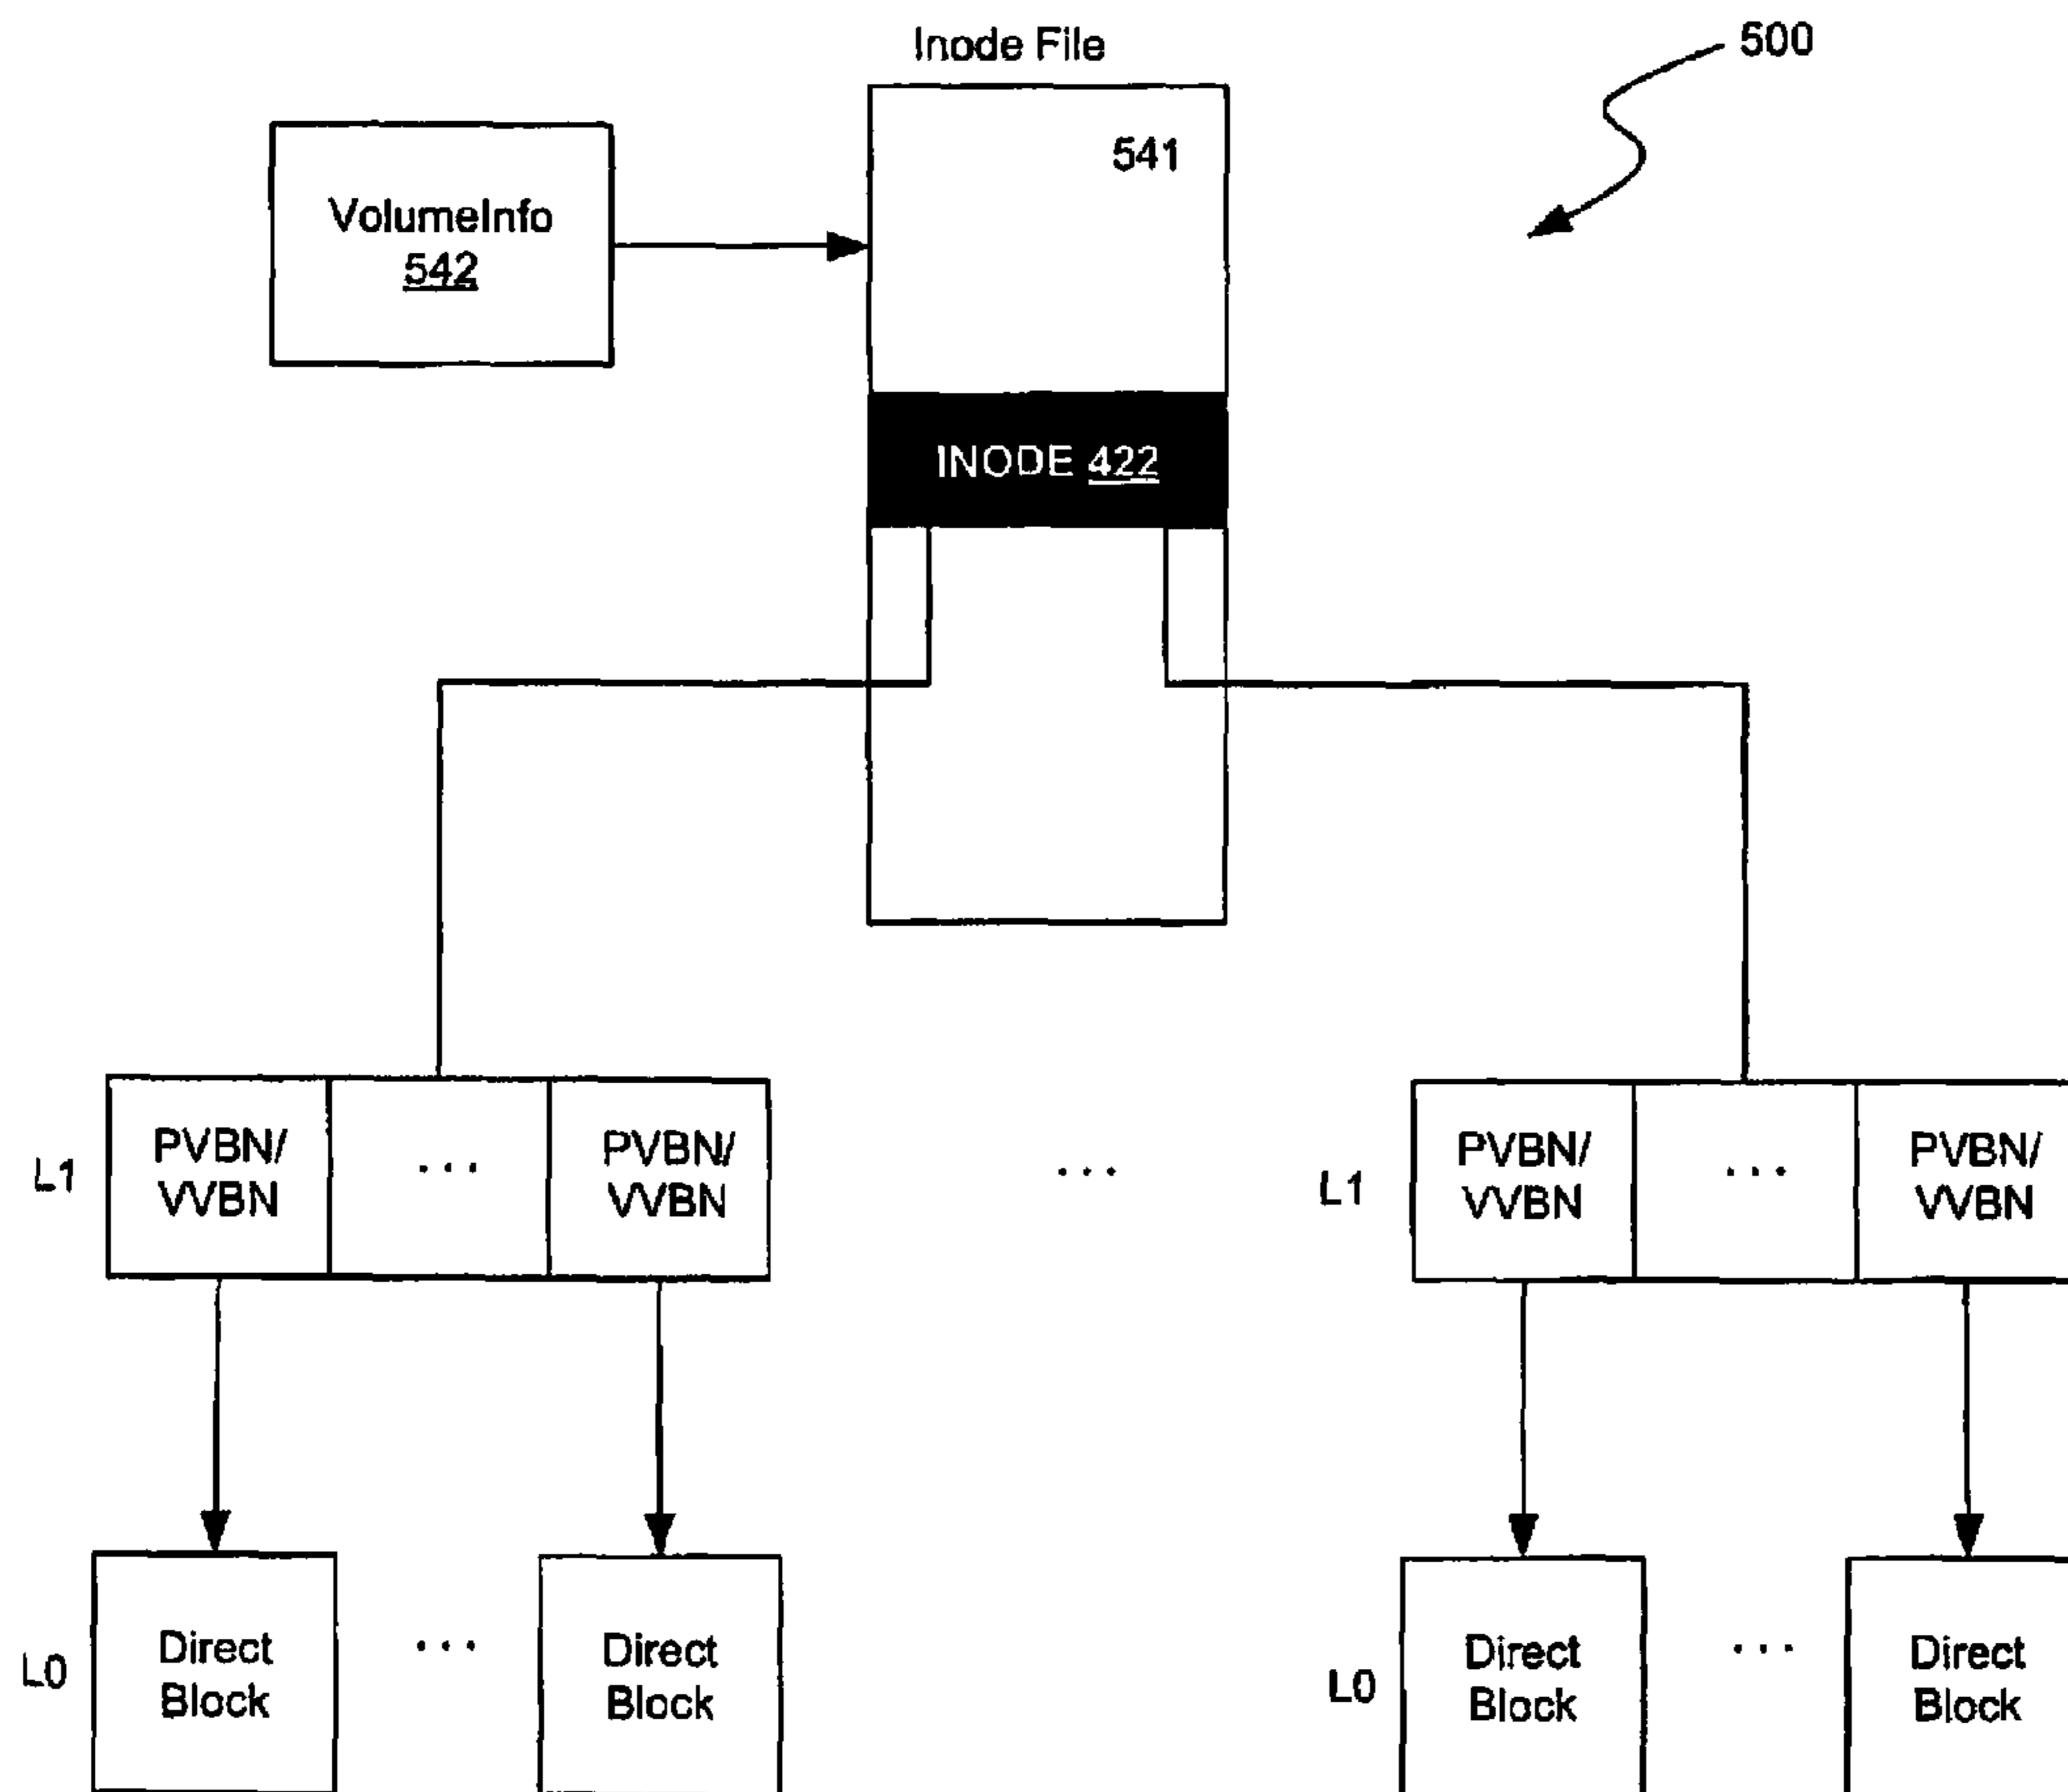 Inode File
500
541
VolumeInfo
542
INODE 422
L1
PVBN/
VVBN
...
PVBN/
VVBN
...
L1
PVBN/
VVBN
...
PVBN/
VVBN
L0
Direct
Block
...
Direct
Block
L0
Direct
Block
...
Direct
Block